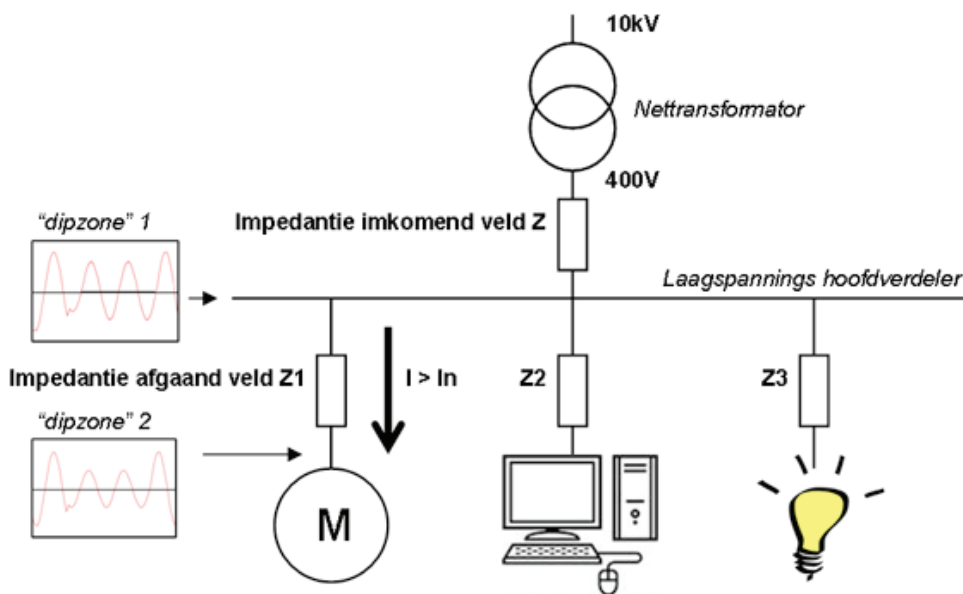 10kV
Nettransformator
400V
"dipzone" 1
Impedantie imkomend veld Z
Laagspannings hoofdverdeler
Impedantie afgaand veld Z1
I > In
Z2
Z3
"dipzone" 2
M